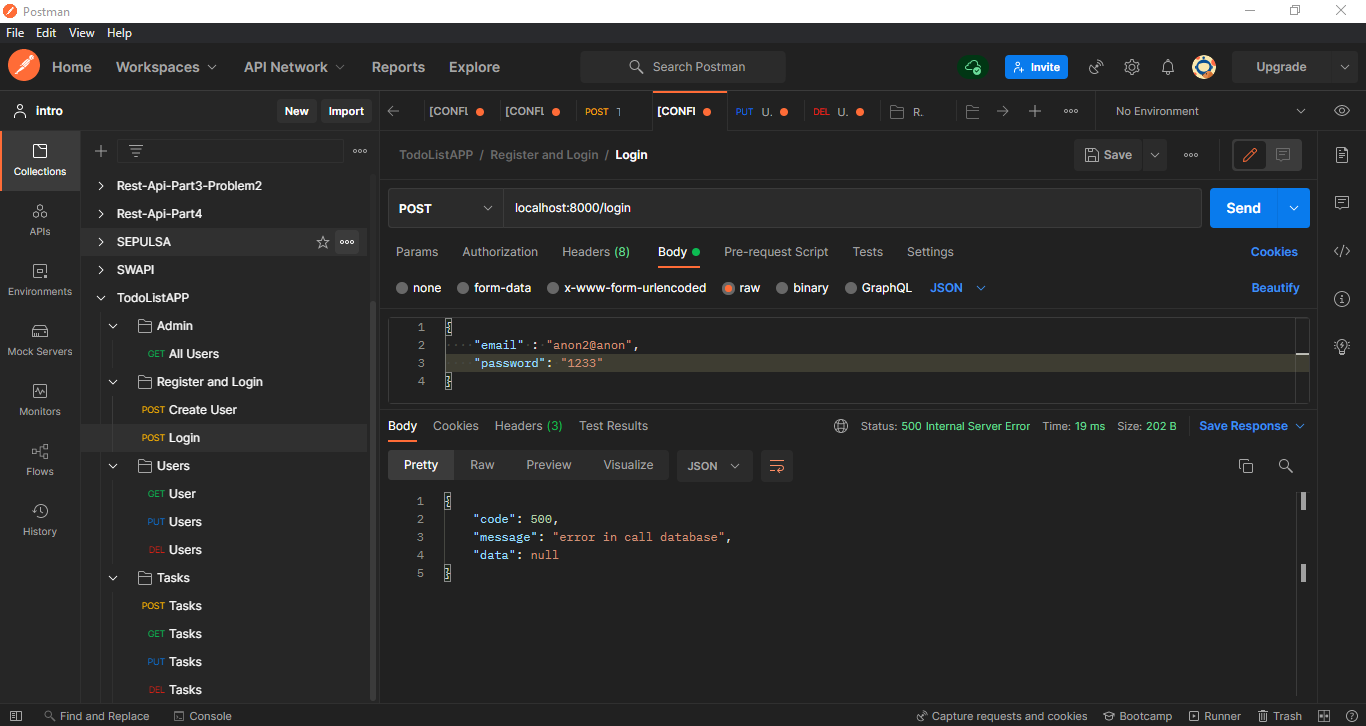 Postman
File Edit View Help
Home Workspaces API Network Reports Explore Search Postman Invite Upgrade
intro New Import
[CONFL [CONFL POST T [CONFL PUT U. DEL U. R. No Environment
Collections
APIs
Environments
Mock Servers
Monitors
Flows
History
Rest-Api-Part3-Problem2
Rest-Api-Part4
SEPULSA
SWAPI
TodoListAPP
Admin
GET All Users
Register and Login
POST Create User
POST Login
Users
GET User
PUT Users
DEL Users
Tasks
POST Tasks
GET Tasks
PUT Tasks
DEL Tasks
TodoListAPP / Register and Login / Login Save
POST localhost:8000/login Send
Params Authorization Headers (8) Body Pre-request Script Tests Settings Cookies
none form-data x-www-form-urlencoded raw binary GraphQL JSON Beautify
1 {
2 "email" : "anon2@anon",
3 "password": "1233"
4 }
Body Cookies Headers (3) Test Results Status: 500 Internal Server Error Time: 19 ms Size: 202 B Save Response
Pretty Raw Preview Visualize JSON
1 {
2 "code": 500,
3 "message": "error in call database",
4 "data": null
5 }
Find and Replace Console Capture requests and cookies Bootcamp Runner Trash